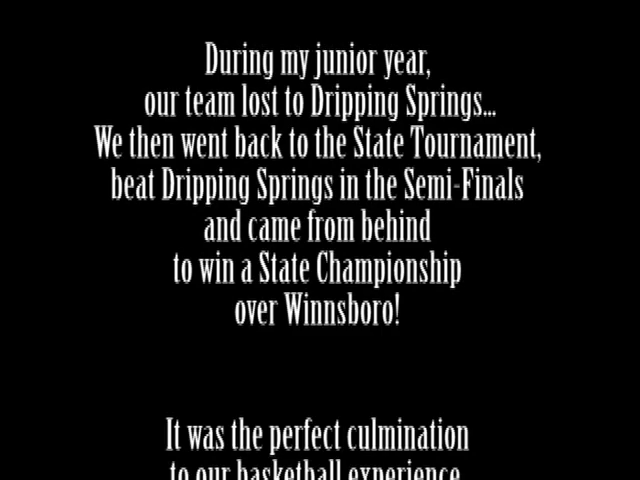 During my junior year,
our team lost to Dripping Springs...
We then went back to the State Tournament,
beat Dripping Springs in the Semi-Finals
and came from behind
to win a State Championship
over Winnsboro!
It was the perfect culmination
to our basketball experience